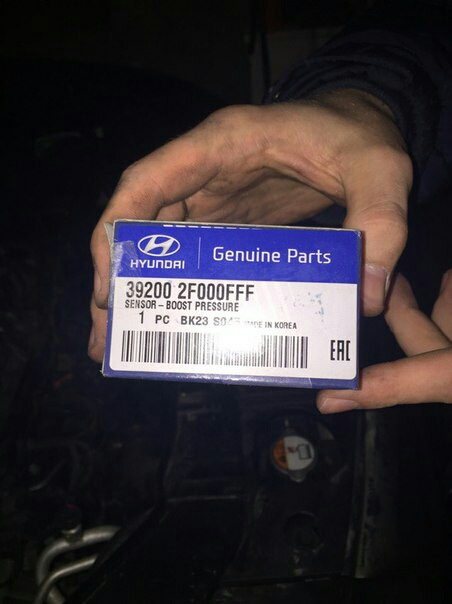 HYUNDAI
Genuine Parts
39200 2F000FFF
SENSOR - BOOST PRESSURE
1 PC BK23 MADE IN KOREA
EAC